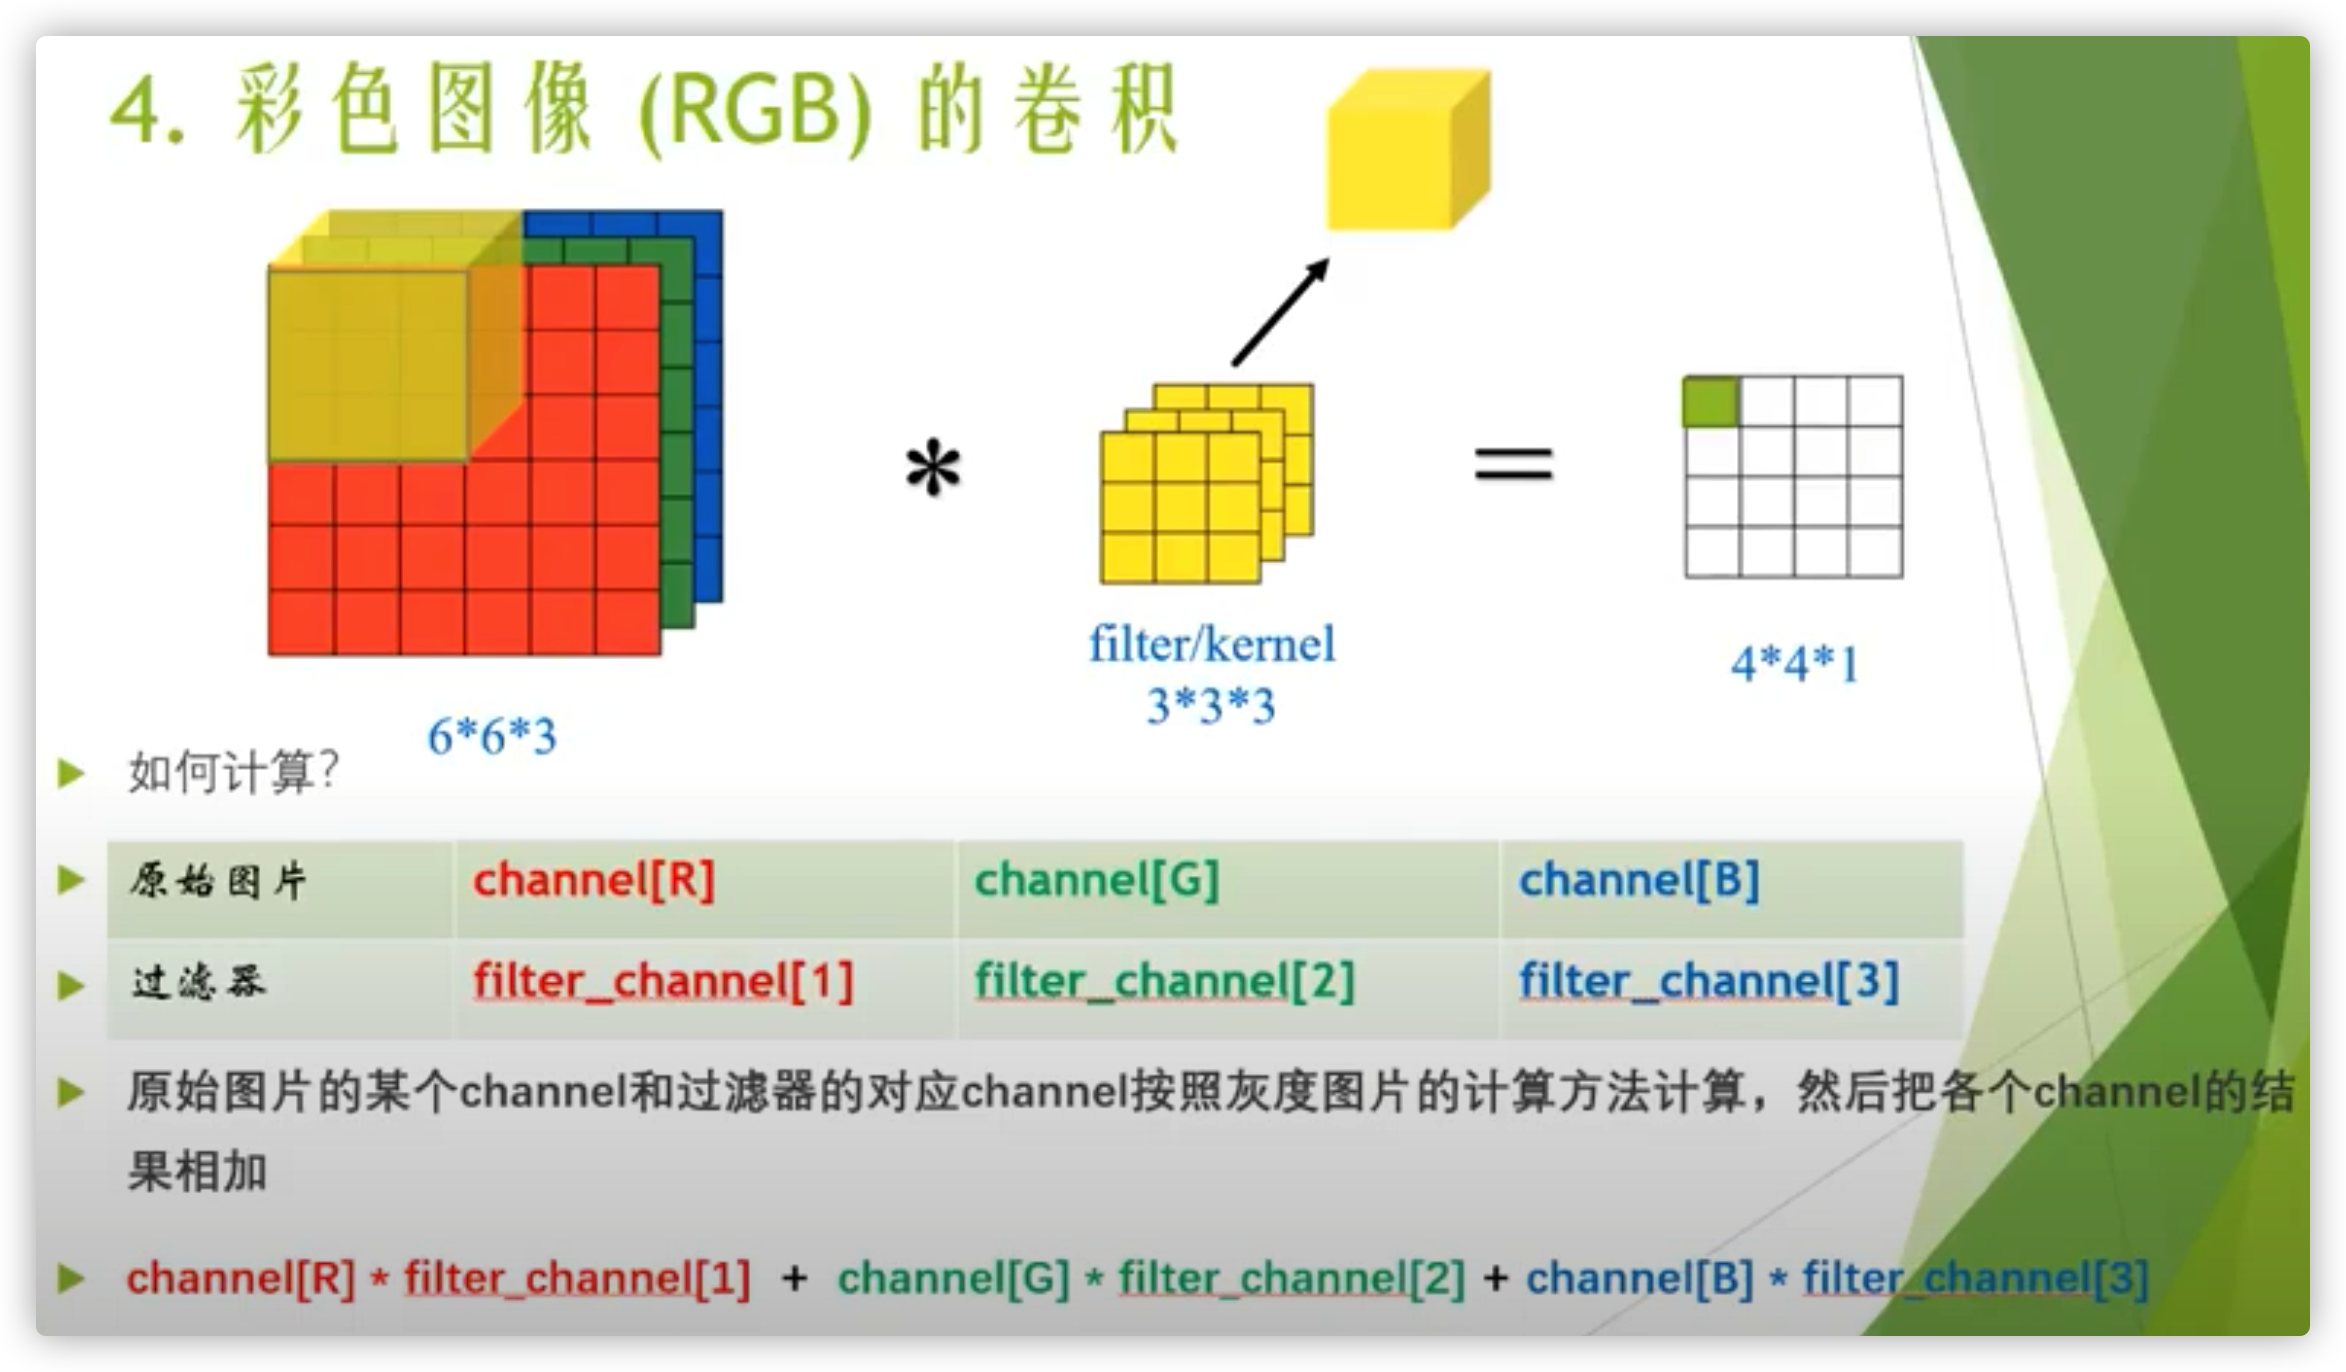 4. 彩色图像 (RGB) 的卷积
*
=
filter/kernel
3*3*3
4*4*1
6*6*3
如何计算?
原始图片 channel[R] channel[G] channel[B]
过滤器 filter_channel[1] filter_channel[2] filter_channel[3]
原始图片的某个channel和过滤器的对应channel按照灰度图片的计算方法计算，然后把各个channel的结
果相加
channel[R] * filter_channel[1] + channel[G] * filter_channel[2] + channel[B] * filter_channel[3]